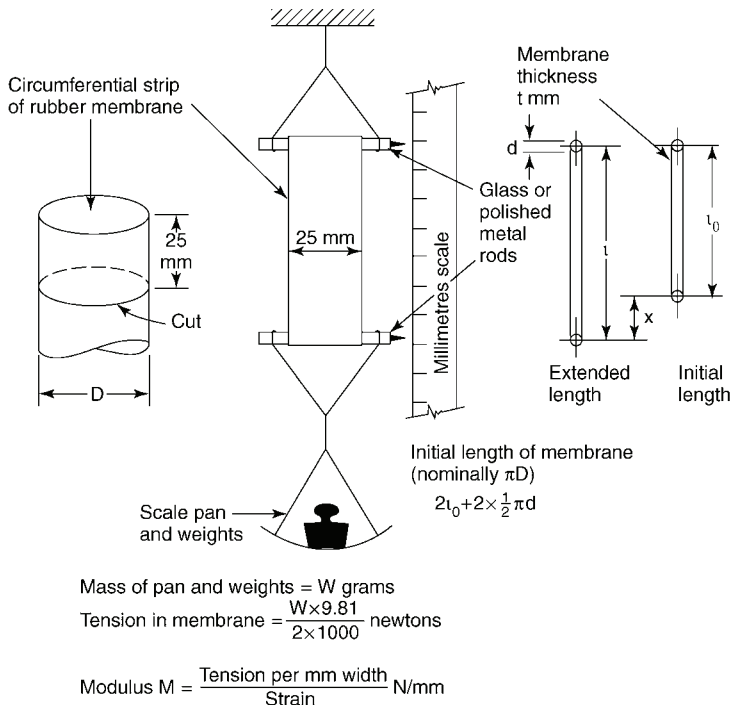 Circumferential strip
of rubber membrane
25
mm
Cut
D
25 mm
Millimetres scale
Glass or
polished
metal
rods
Membrane
thickness
t mm
d
ι
ι₀
x
Extended
length
Initial
length
Scale pan
and weights
Initial length of membrane
(nominally πD)
2ι₀+2×½πd
Mass of pan and weights = W grams
Tension in membrane = W×9.81 / 2×1000 newtons
Modulus M = Tension per mm width / Strain N/mm